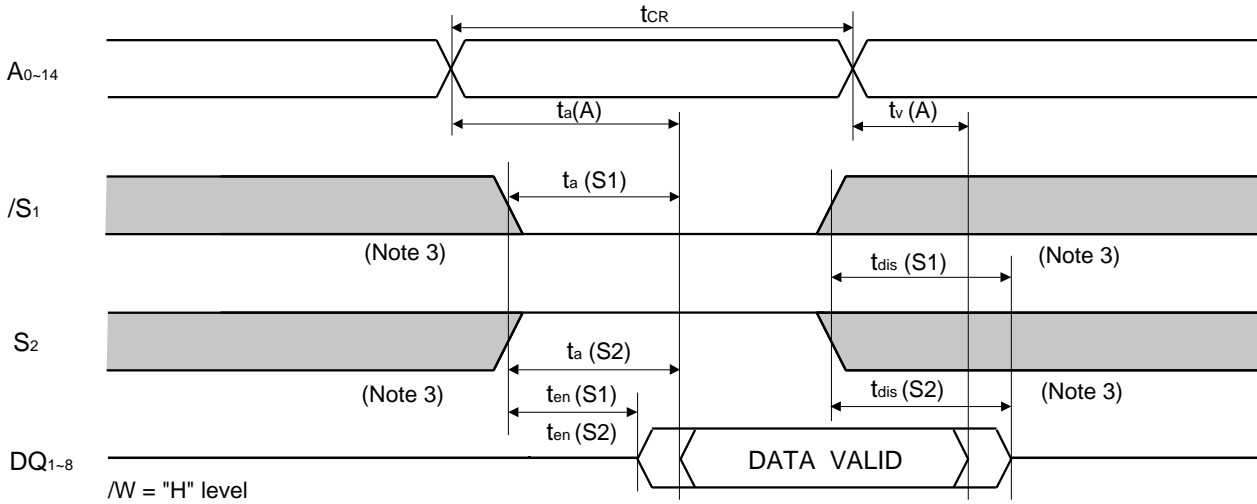 tCR
A0~14
ta(A)
tv (A)
/S1
ta (S1)
(Note 3)
(Note 3)
tdis (S1)
S2
ta (S2)
(Note 3)
(Note 3)
ten (S1)
tdis (S2)
ten (S2)
DQ1~8
DATA VALID
/W = "H" level